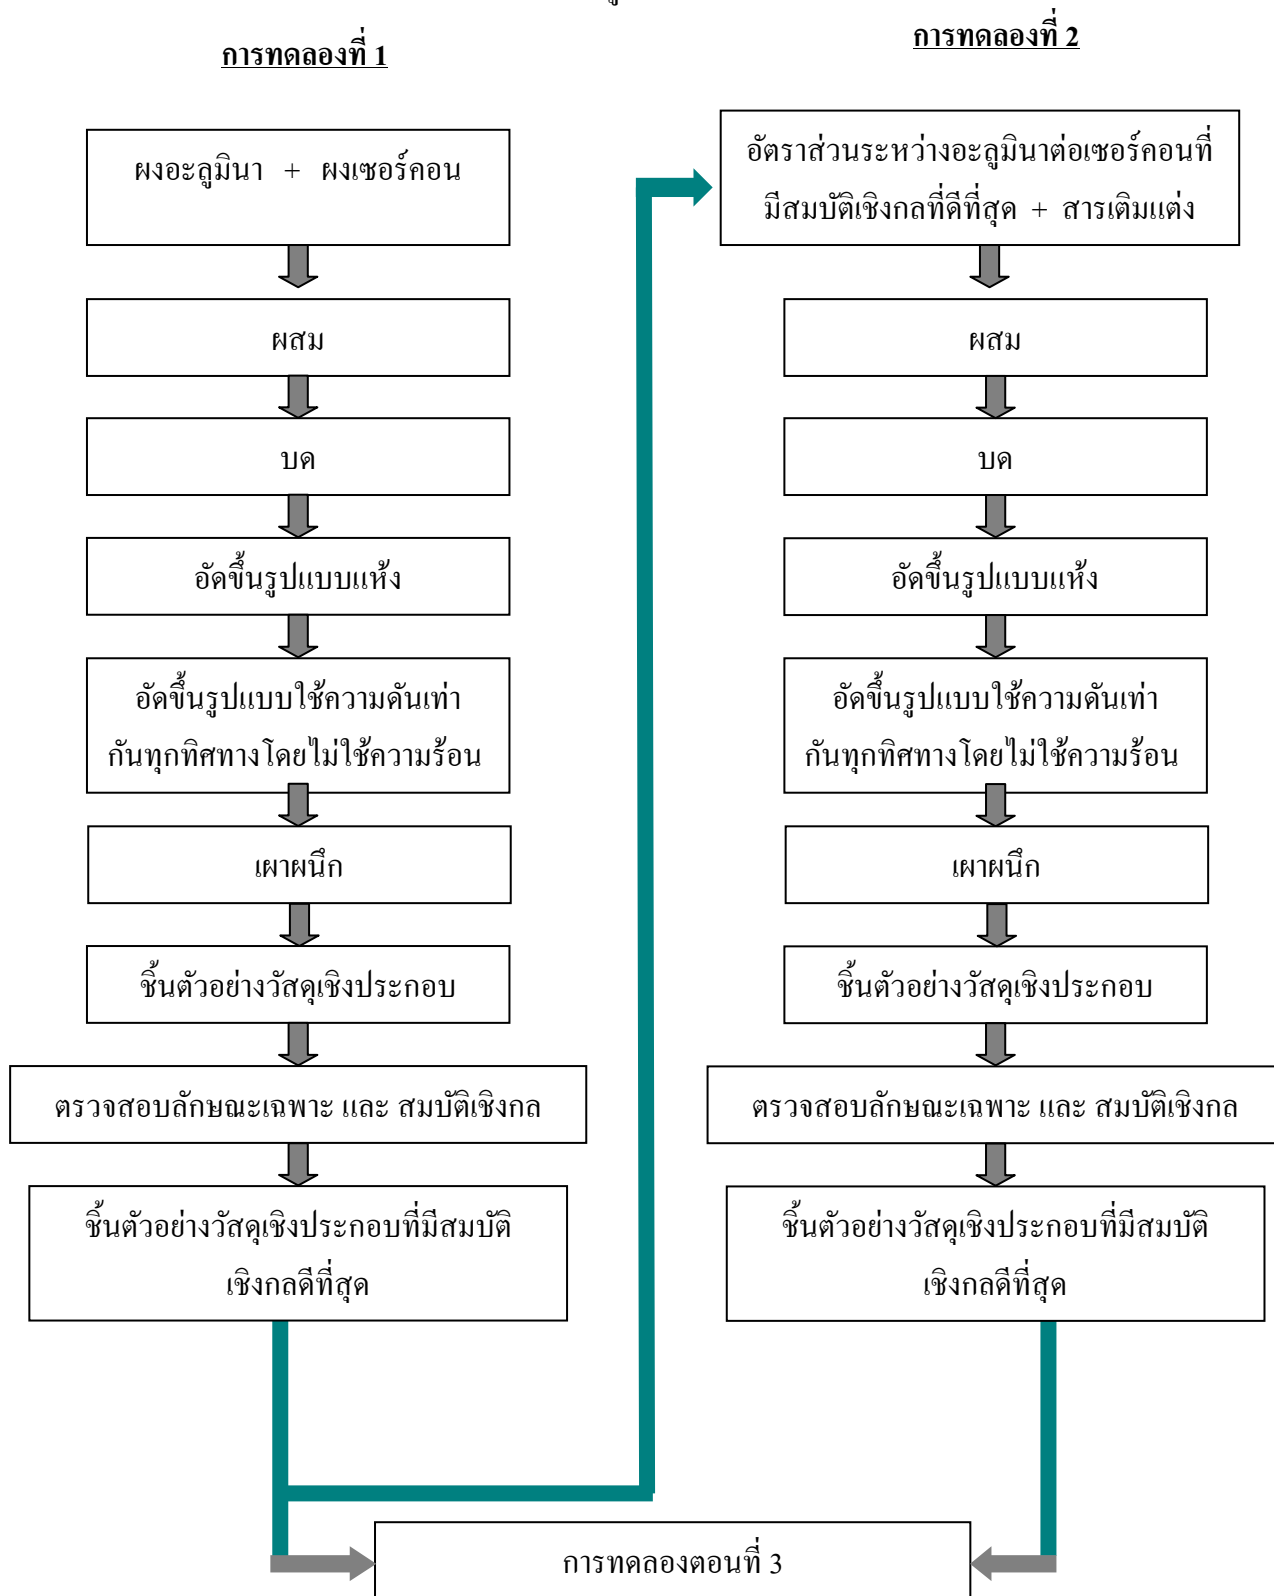 การทดลองที่ 1
ผงอะลูมินา + ผงเซอร์คอน
ผสม
บด
อัดขึ้นรูปแบบแห้ง
อัดขึ้นรูปแบบใช้ความดันเท่า
กันทุกทิศทางโดยไม่ใช้ความร้อน
เผาผนึก
ชิ้นตัวอย่างวัสดุเชิงประกอบ
ตรวจสอบลักษณะเฉพาะ และ สมบัติเชิงกล
ชิ้นตัวอย่างวัสดุเชิงประกอบที่มีสมบัติ
เชิงกลดีที่สุด
การทดลองที่ 2
อัตราส่วนระหว่างอะลูมินาต่อเซอร์คอนที่
มีสมบัติเชิงกลที่ดีที่สุด + สารเติมแต่ง
ผสม
บด
อัดขึ้นรูปแบบแห้ง
อัดขึ้นรูปแบบใช้ความดันเท่า
กันทุกทิศทางโดยไม่ใช้ความร้อน
เผาผนึก
ชิ้นตัวอย่างวัสดุเชิงประกอบ
ตรวจสอบลักษณะเฉพาะ และ สมบัติเชิงกล
ชิ้นตัวอย่างวัสดุเชิงประกอบที่มีสมบัติ
เชิงกลดีที่สุด
การทดลองตอนที่ 3